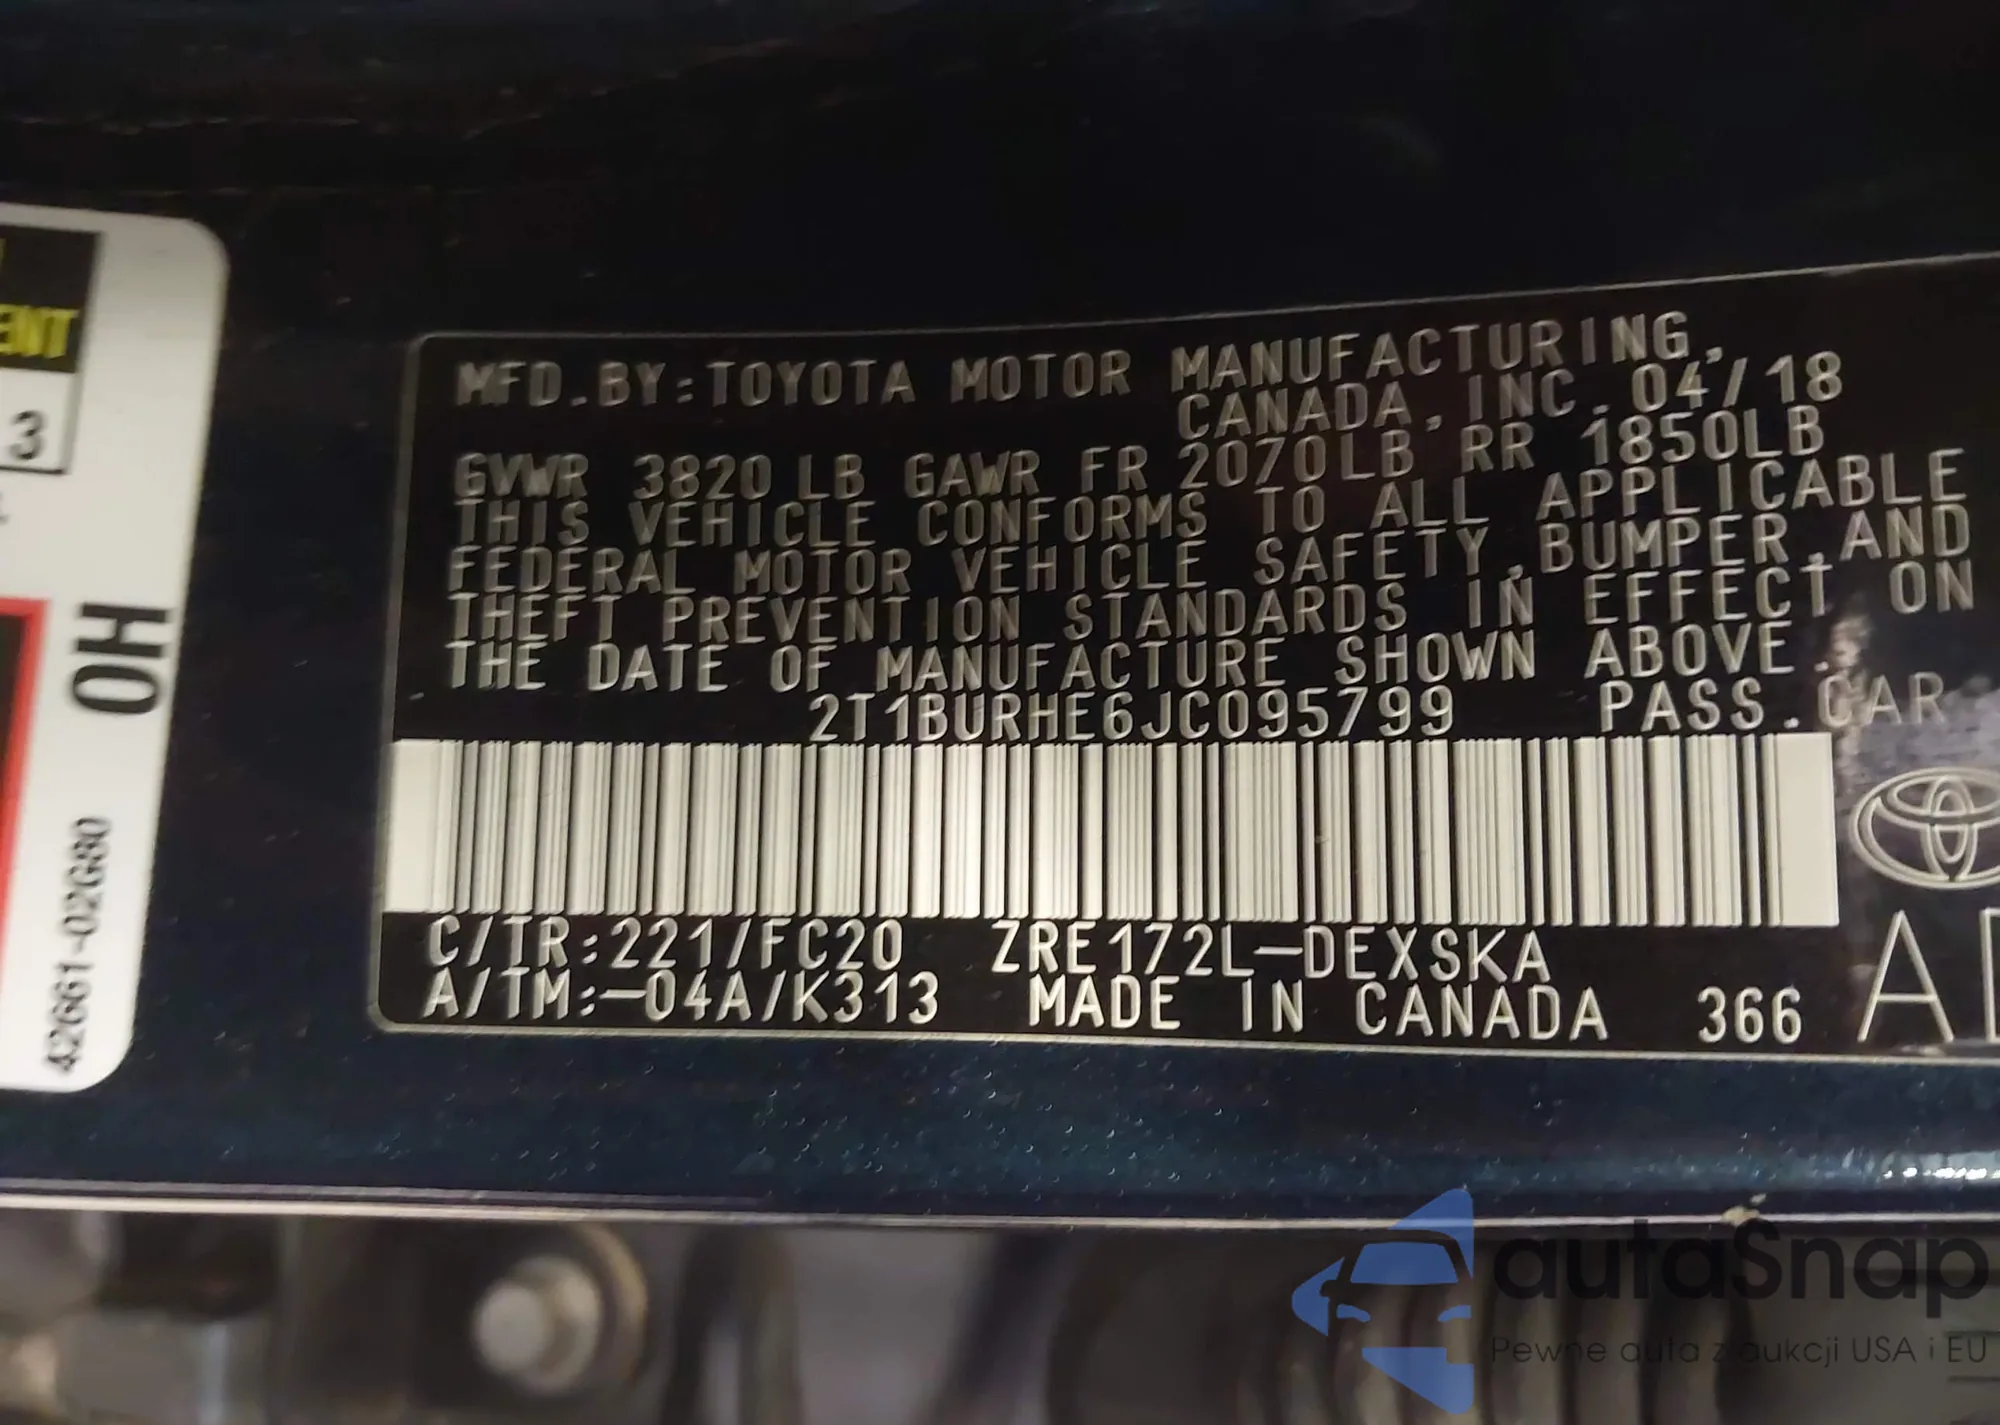 ENT
3
OH
42661-02G80
MFD.BY:TOYOTA MOTOR MANUFACTURING,
CANADA, INC. 04/18
GVWR 3820 LB GAWR FR 2070LB RR 1850LB
THIS VEHICLE CONFORMS TO ALL APPLICABLE
FEDERAL MOTOR VEHICLE SAFETY,BUMPER,AND
THEFT PREVENTION STANDARDS IN EFFECT ON
THE DATE OF MANUFACTURE SHOWN ABOVE.
2T1BURHE6JC095799 PASS.CAR
C/TR:221/FC20 ZRE172L-DEXSKA
A/TM:-04A/K313 MADE IN CANADA 366
A
autaSnap
Pewne auta z aukcji USA i EU